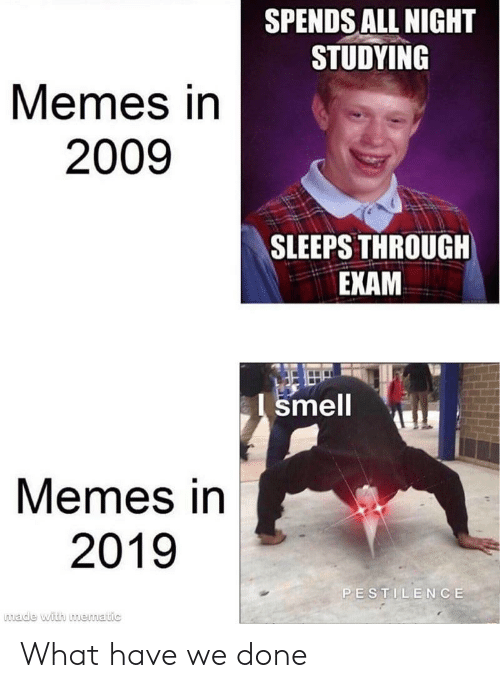 SPENDS ALL NIGHT
STUDYING
Memes in
2009
SLEEPS THROUGH
EXAM
I smell
Memes in
2019
PESTILENCE
made with mematic
What have we done